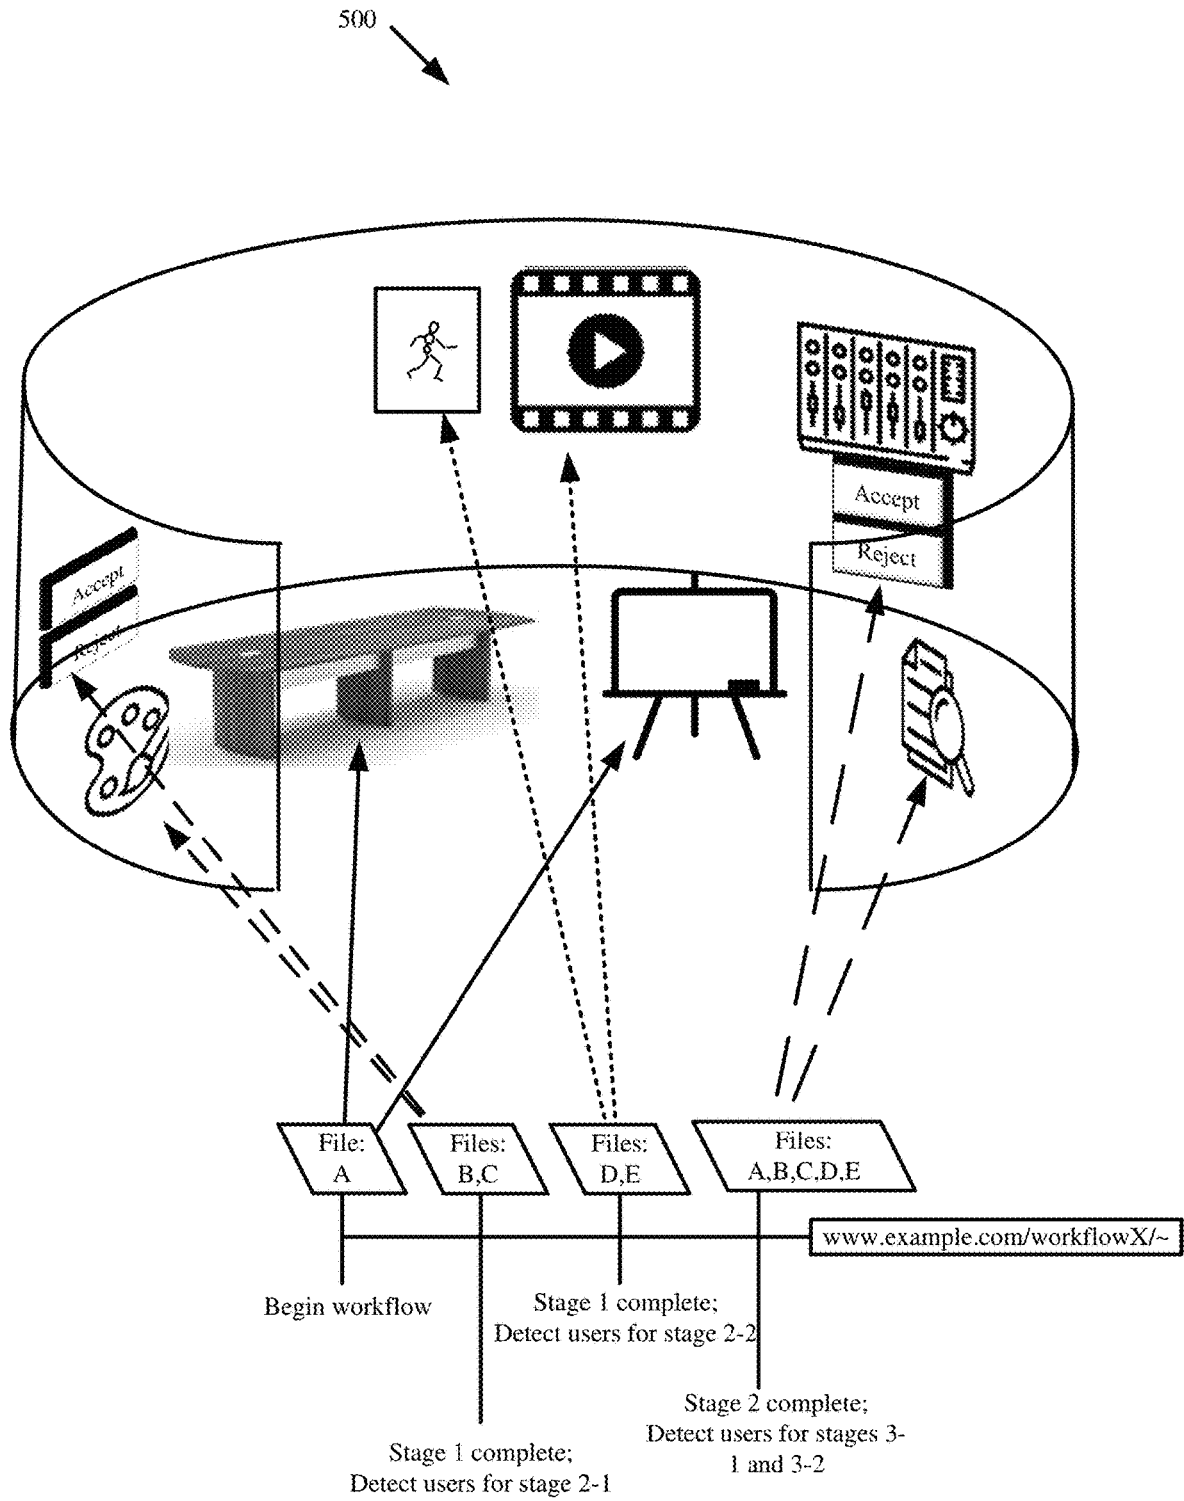 500
Accept
Reject
Accept
Reject
File:
A
Files:
B,C
Files:
D,E
Files:
A,B,C,D,E
www.example.com/workflowX/~
Begin workflow
Stage 1 complete;
Detect users for stage 2-2
Stage 2 complete;
Detect users for stages 3-
1 and 3-2
Stage 1 complete;
Detect users for stage 2-1